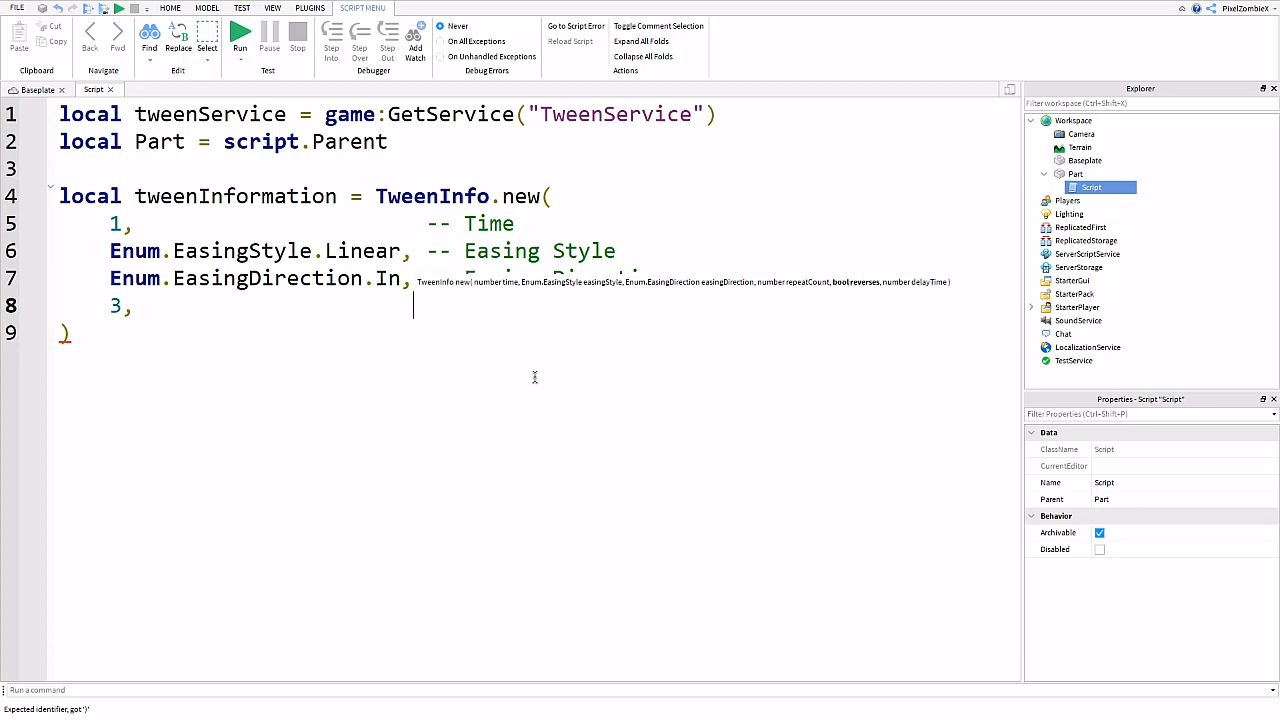 FILE HOME MODEL TEST VIEW PLUGINS SCRIPT MENU PixelZombieX
Paste Cut Copy Back Fwd Find Replace Select Run Pause Stop Step Into Step Over Step Out Add Watch
Never
On All Exceptions
On Unhandled Exceptions
Go to Script Error
Reload Script
Toggle Comment Selection
Expand All Folds
Collapse All Folds
Clipboard Navigate Edit Test Debugger Debug Errors Actions
Baseplate Script
1 local tweenService = game:GetService("TweenService")
2 local Part = script.Parent
3
4 local tweenInformation = TweenInfo.new(
5 1, -- Time
6 Enum.EasingStyle.Linear, -- Easing Style
7 Enum.EasingDirection.In,
TweenInfo new( number time, Enum.EasingStyle easingStyle, Enum.EasingDirection easingDirection, number repeatCount, bool reverses, number delayTime )
8 3,
9 )
Explorer
Filter workspace (Ctrl+Shift+X)
Workspace
Camera
Terrain
Baseplate
Part
Script
Players
Lighting
ReplicatedFirst
ReplicatedStorage
ServerScriptService
ServerStorage
StarterGui
StarterPack
StarterPlayer
SoundService
Chat
LocalizationService
TestService
Properties - Script "Script"
Filter Properties (Ctrl+Shift+P)
Data
ClassName Script
CurrentEditor
Name Script
Parent Part
Behavior
Archivable
Disabled
Run a command
Expected identifier, got ')'